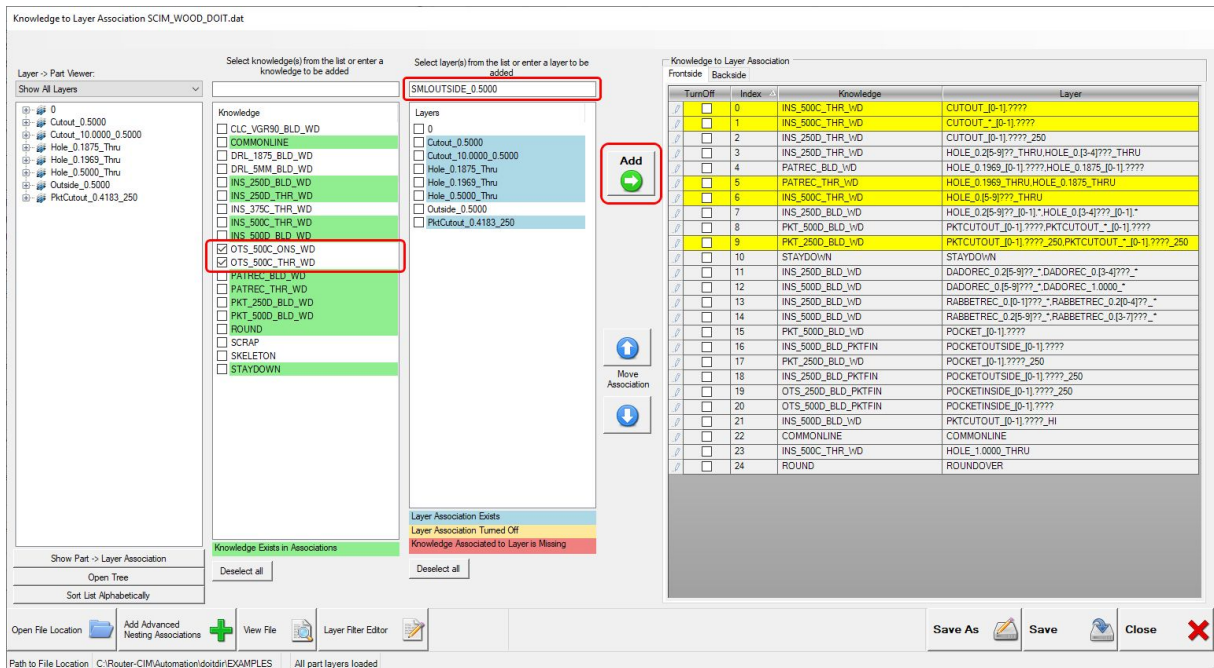 Knowledge to Layer Association SCIM_WOOD_DOIT.dat
Layer -> Part Viewer:
Show All Layers
0
Cutout_0.5000
Cutout_10.0000_0.5000
Hole_0.1875_Thru
Hole_0.1969_Thru
Hole_0.5000_Thru
Outside_0.5000
PktCutout_0.4183_250
Show Part -> Layer Association
Open Tree
Sort List Alphabetically
Select knowledge(s) from the list or enter a
knowledge to be added
Knowledge
CLC_VGR90_BLD_WD
COMMONLINE
DRL_1875_BLD_WD
DRL_5MM_BLD_WD
INS_250D_BLD_WD
INS_250D_THR_WD
INS_375C_THR_WD
INS_500C_THR_WD
INS_500D_BLD_WD
OTS_500C_ONS_WD
OTS_500C_THR_WD
PATREC_BLD_WD
PATREC_THR_WD
PKT_250D_BLD_WD
PKT_500D_BLD_WD
ROUND
SCRAP
SKELETON
STAYDOWN
Knowledge Exists in Associations
Deselect all
Select layer(s) from the list or enter a layer to be
added
SMLOUTSIDE_0.5000
Layers
0
Cutout_0.5000
Cutout_10.0000_0.5000
Hole_0.1875_Thru
Hole_0.1969_Thru
Hole_0.5000_Thru
Outside_0.5000
PktCutout_0.4183_250
Layer Association Exists
Layer Association Turned Off
Knowledge Associated to Layer is Missing
Deselect all
Add
Move
Association
Knowledge to Layer Association
Frontside Backside
TurnOff Index Knowledge Layer
0 INS_500C_THR_WD CUTOUT_[0-1].????
1 INS_500C_THR_WD CUTOUT_*_[0-1].????
2 INS_250D_THR_WD CUTOUT_[0-1].????_250
3 INS_250D_THR_WD HOLE_0.2[5-9]??_THRU,HOLE_0.[3-4]???_THRU
4 PATREC_BLD_WD HOLE_0.1969_[0-1].????,HOLE_0.1875_[0-1].????
5 PATREC_THR_WD HOLE_0.1969_THRU,HOLE_0.1875_THRU
6 INS_500C_THR_WD HOLE_0.[5-9]???_THRU
7 INS_250D_BLD_WD HOLE_0.2[5-9]??_[0-1].*,HOLE_0.[3-4]???_[0-1].*
8 PKT_500D_BLD_WD PKTCUTOUT_[0-1].????,PKTCUTOUT_*_[0-1].????
9 PKT_250D_BLD_WD PKTCUTOUT_[0-1].????_250,PKTCUTOUT_*_[0-1].????_250
10 STAYDOWN STAYDOWN
11 INS_250D_BLD_WD DADOREC_0.2[5-9]??_*,DADOREC_0.[3-4]???_*
12 INS_500D_BLD_WD DADOREC_0.[5-9]???_*,DADOREC_1.0000_*
13 INS_250D_BLD_WD RABBETREC_0.[0-1]???_*,RABBETREC_0.2[0-4]??_*
14 INS_500D_BLD_WD RABBETREC_0.2[5-9]??_*,RABBETREC_0.[3-7]???_*
15 PKT_500D_BLD_WD POCKET_[0-1].????
16 INS_500D_BLD_PKTFIN POCKETOUTSIDE_[0-1].????
17 PKT_250D_BLD_WD POCKET_[0-1].????_250
18 INS_250D_BLD_PKTFIN POCKETOUTSIDE_[0-1].????_250
19 OTS_250D_BLD_PKTFIN POCKETINSIDE_[0-1].????_250
20 OTS_500D_BLD_PKTFIN POCKETINSIDE_[0-1].????
21 INS_500D_BLD_WD PKTCUTOUT_[0-1].????_HI
22 COMMONLINE COMMONLINE
23 INS_500C_THR_WD HOLE_1.0000_THRU
24 ROUND ROUNDOVER
Open File Location
Add Advanced
Nesting Associations
View File
Layer Filter Editor
Save As
Save
Close
Path to File Location C:\Router-CIM\Automation\doitdir\EXAMPLES All part layers loaded